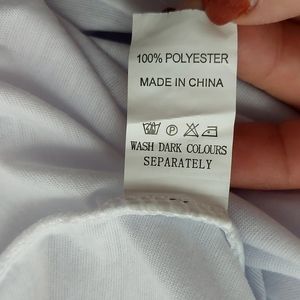 100% POLYESTER
MADE IN CHINA
WASH DARK COLOURS
SEPARATELY